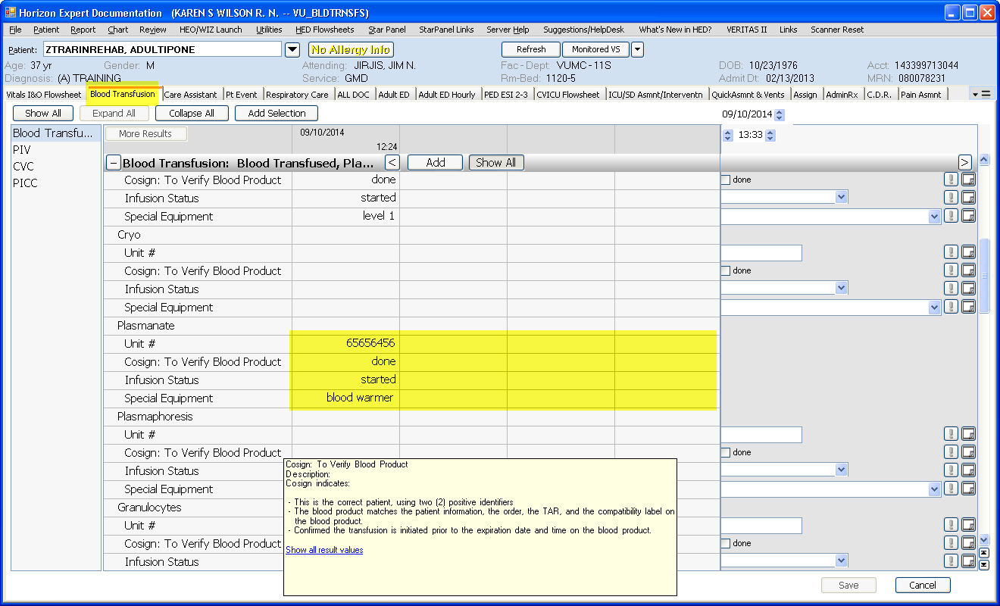 Horizon Expert Documentation (KAREN S WILSON R. N. -- VU_BLDTRNSFS)
File Patient Report Chart Review HEO/WIZ Launch Utilities HED Flowsheets Star Panel StarPanel Links Server Help Suggestions/HelpDesk What's New in HED? VERITAS II Links Scanner Reset
Patient: ZTRARINREHAB, ADULTIPONE No Allergy Info Refresh Monitored VS
Age: 37 yr Gender: M Attending: JIRJIS, JIM N. Fac-Dept: VUMC-11S DOB: 10/23/1976 Acct: 143399713044
Diagnosis: (A) TRAINING Service: GMD Rm-Bed: 1120-5 Admit Dt: 02/13/2013 MRN: 080078231
Vitals I&O Flowsheet Blood Transfusion Care Assistant Pt Event Respiratory Care ALL DOC Adult ED Adult ED Hourly PED ESI 2-3 CVICU Flowsheet ICU/SD Asmnt/Interventn QuickAsmnt & Vents Assign AdminRx C.D.R. Pain Asmnt
Show All Expand All Collapse All Add Selection 09/10/2014
Blood Transfu... More Results 09/10/2014 13:33
PIV 12:24
CVC Blood Transfusion: Blood Transfused, Pla... < Add Show All >
PICC Cosign: To Verify Blood Product done done
Infusion Status started
Special Equipment level 1
Cryo
Unit #
Cosign: To Verify Blood Product done
Infusion Status
Special Equipment
Plasmanate
Unit # 65656456
Cosign: To Verify Blood Product done
Infusion Status started
Special Equipment blood warmer
Plasmaphoresis
Unit #
Cosign: To Verify Blood Product done
Infusion Status
Special Equipment
Granulocytes
Unit #
Cosign: To Verify Blood Product done
Infusion Status
Cosign: To Verify Blood Product
Description:
Cosign indicates:
- This is the correct patient, using two (2) positive identifiers
- The blood product matches the patient information, the order, the TAR, and the compatibility label on
the blood product.
- Confirmed the transfusion is initiated prior to the expiration date and time on the blood product.
Show all result values
Save Cancel